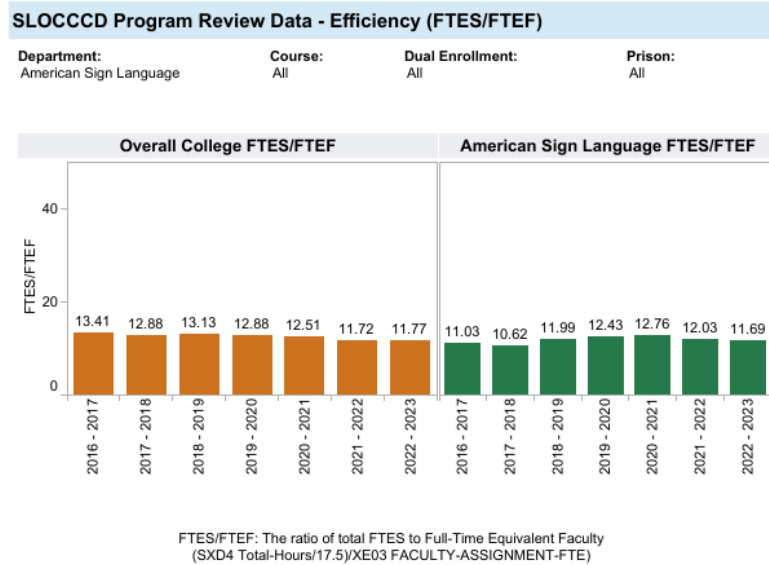 SLOCCCD Program Review Data - Efficiency (FTES/FTEF)
Department: Course: Dual Enrollment: Prison:
American Sign Language All All All
Overall College FTES/FTEF American Sign Language FTES/FTEF
FTES/FTEF
40
20
0
13.41 12.88 13.13 12.88 12.51 11.72 11.77
11.03 10.62 11.99 12.43 12.76 12.03 11.69
2016 - 2017 2017 - 2018 2018 - 2019 2019 - 2020 2020 - 2021 2021 - 2022 2022 - 2023
2016 - 2017 2017 - 2018 2018 - 2019 2019 - 2020 2020 - 2021 2021 - 2022 2022 - 2023
FTES/FTEF: The ratio of total FTES to Full-Time Equivalent Faculty
(SXD4 Total-Hours/17.5)/XE03 FACULTY-ASSIGNMENT-FTE)